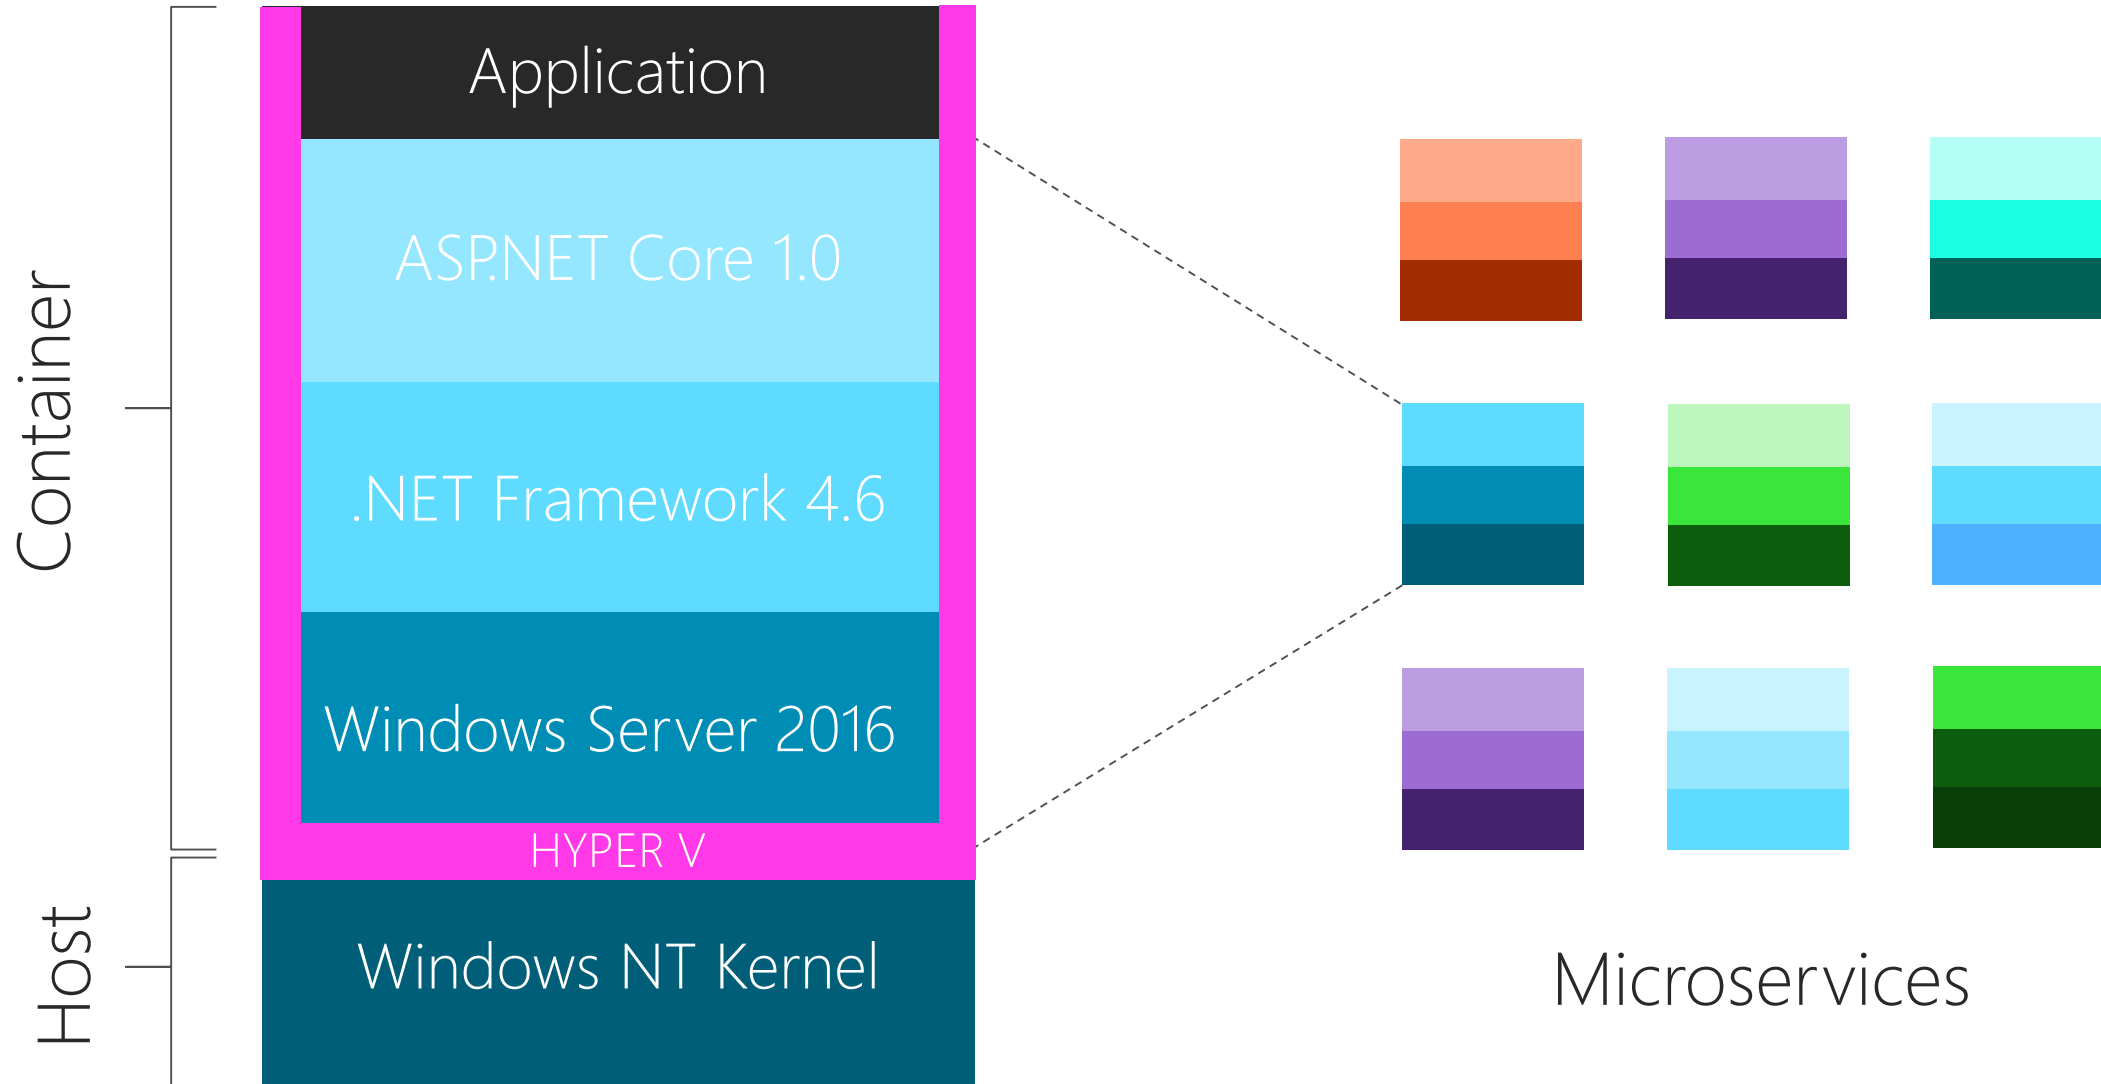 Container
Application
ASP.NET Core 1.0
.NET Framework 4.6
Windows Server 2016
HYPER V
Host
Windows NT Kernel
Microservices